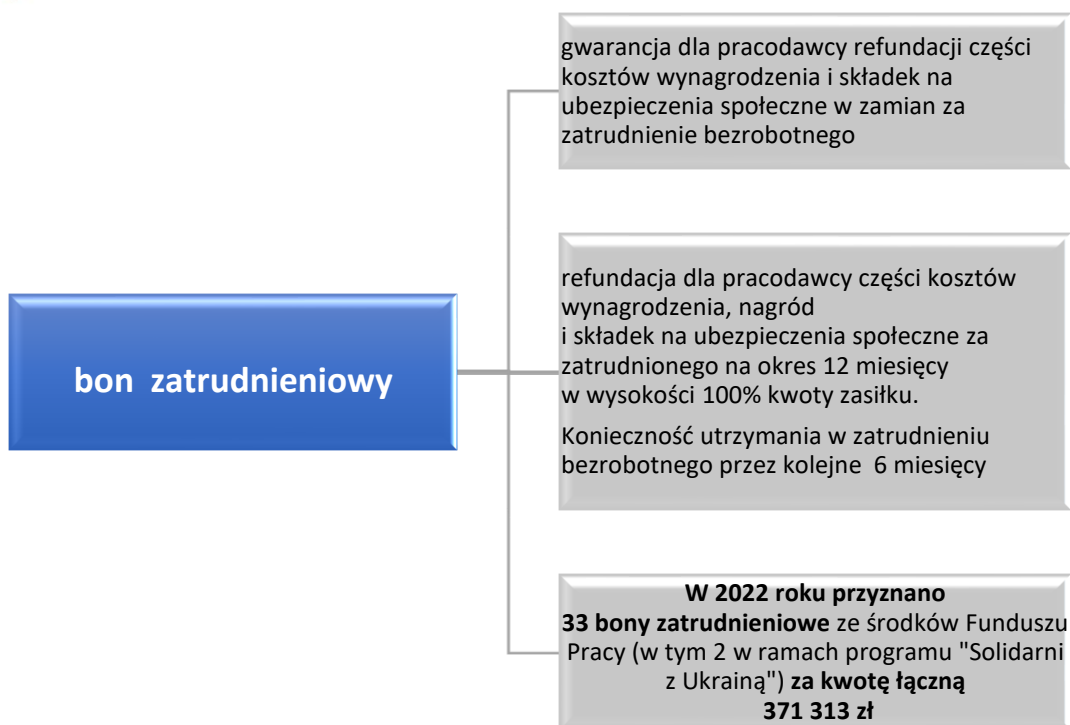 gwarancja dla pracodawcy refundacji części
kosztów wynagrodzenia i składek na
ubezpieczenia społeczne w zamian za
zatrudnienie bezrobotnego
bon zatrudnieniowy
refundacja dla pracodawcy części kosztów
wynagrodzenia, nagród
i składek na ubezpieczenia społeczne za
zatrudnionego na okres 12 miesięcy
w wysokości 100% kwoty zasiłku.
Konieczność utrzymania w zatrudnieniu
bezrobotnego przez kolejne 6 miesięcy
W 2022 roku przyznano
33 bony zatrudnieniowe ze środków Funduszu
Pracy (w tym 2 w ramach programu "Solidarni
z Ukrainą") za kwotę łączną
371 313 zł